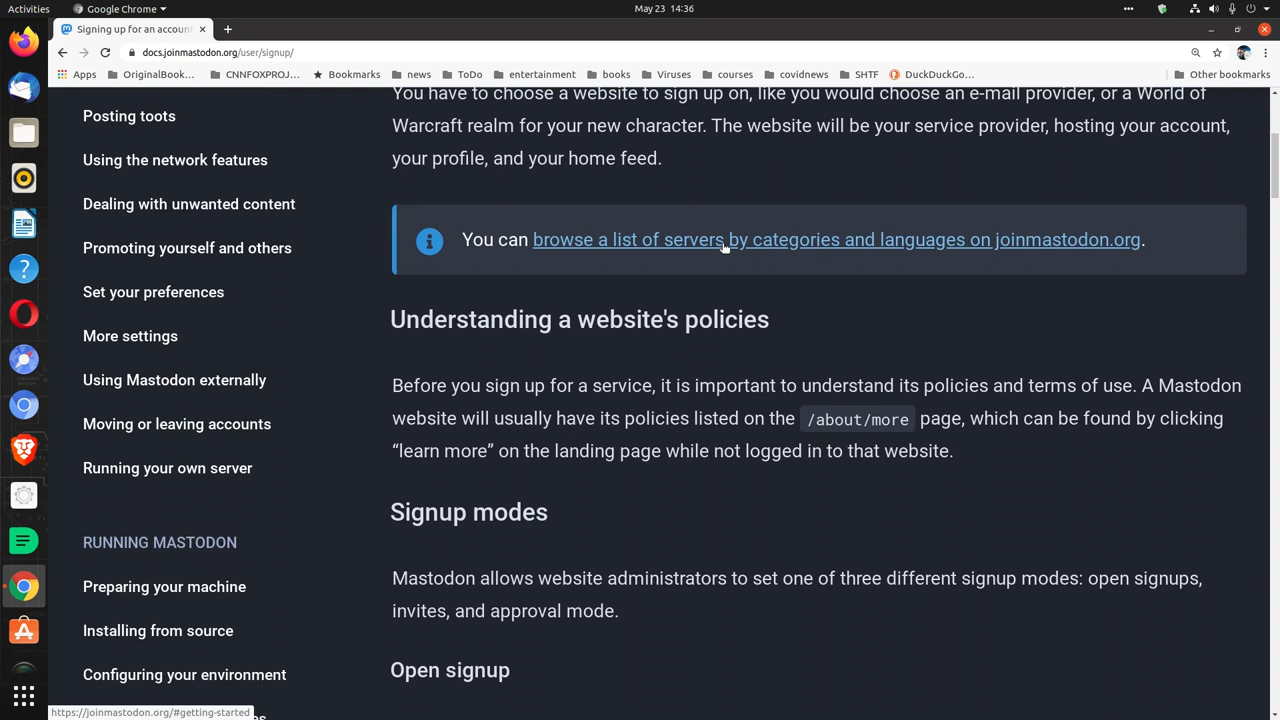 Activities
Google Chrome
May 23 14:36
Signing up for an account
docs.joinmastodon.org/user/signup/
Apps
OriginalBook...
CNNFOXPROJ...
Bookmarks
news
ToDo
entertainment
books
Viruses
courses
covidnews
SHTF
DuckDuckGo...
Other bookmarks
Posting toots
Using the network features
Dealing with unwanted content
Promoting yourself and others
Set your preferences
More settings
Using Mastodon externally
Moving or leaving accounts
Running your own server
RUNNING MASTODON
Preparing your machine
Installing from source
Configuring your environment
You have to choose a website to sign up on, like you would choose an e-mail provider, or a World of
Warcraft realm for your new character. The website will be your service provider, hosting your account,
your profile, and your home feed.
You can browse a list of servers by categories and languages on joinmastodon.org.
Understanding a website's policies
Before you sign up for a service, it is important to understand its policies and terms of use. A Mastodon
website will usually have its policies listed on the /about/more page, which can be found by clicking
“learn more” on the landing page while not logged in to that website.
Signup modes
Mastodon allows website administrators to set one of three different signup modes: open signups,
invites, and approval mode.
Open signup
https://joinmastodon.org/#getting-started